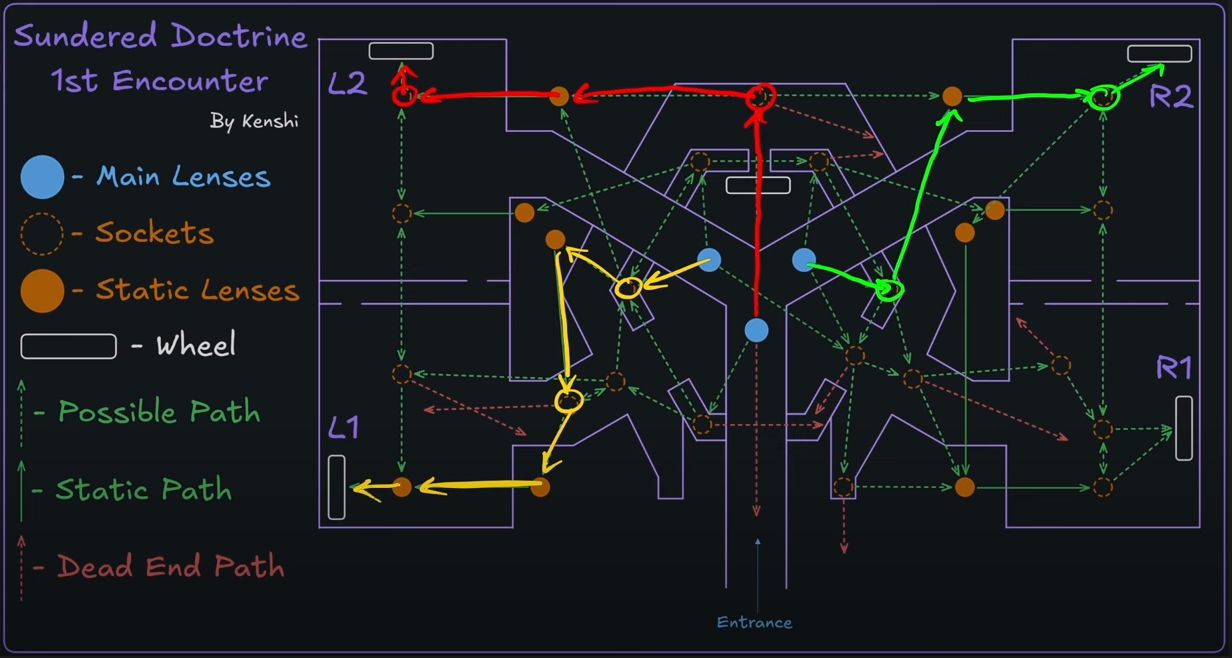 Sundered Doctrine
1st Encounter
By Kenshi
- Main Lenses
- Sockets
- Static Lenses
- Wheel
- Possible Path
- Static Path
- Dead End Path
L2
R2
L1
R1
Entrance